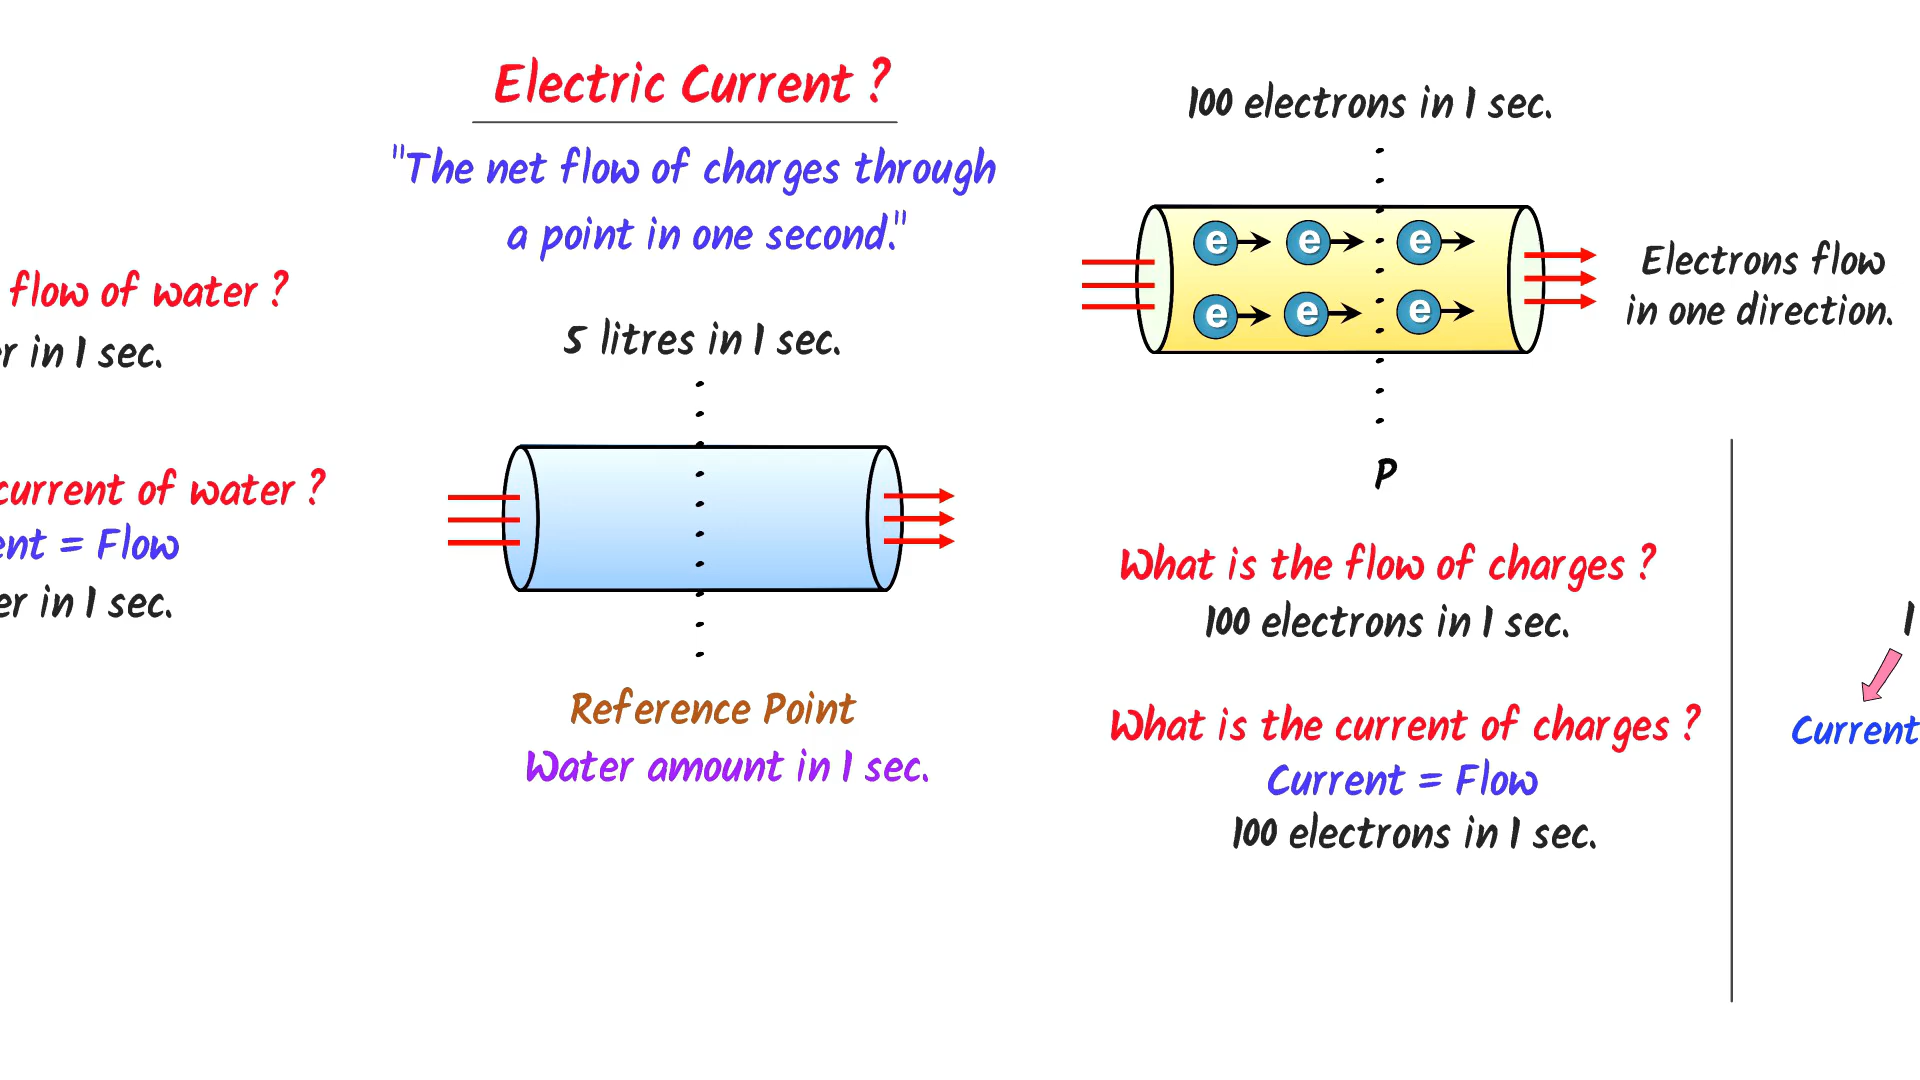 flow of water ?
r in 1 sec.
current of water ?
ent = Flow
er in 1 sec.
Electric Current ?
"The net flow of charges through
a point in one second."
5 litres in 1 sec.
Reference Point
Water amount in 1 sec.
100 electrons in 1 sec.
e e e
e e e
Electrons flow
in one direction.
P
What is the flow of charges ?
100 electrons in 1 sec.
What is the current of charges ?
Current = Flow
100 electrons in 1 sec.
1
Current